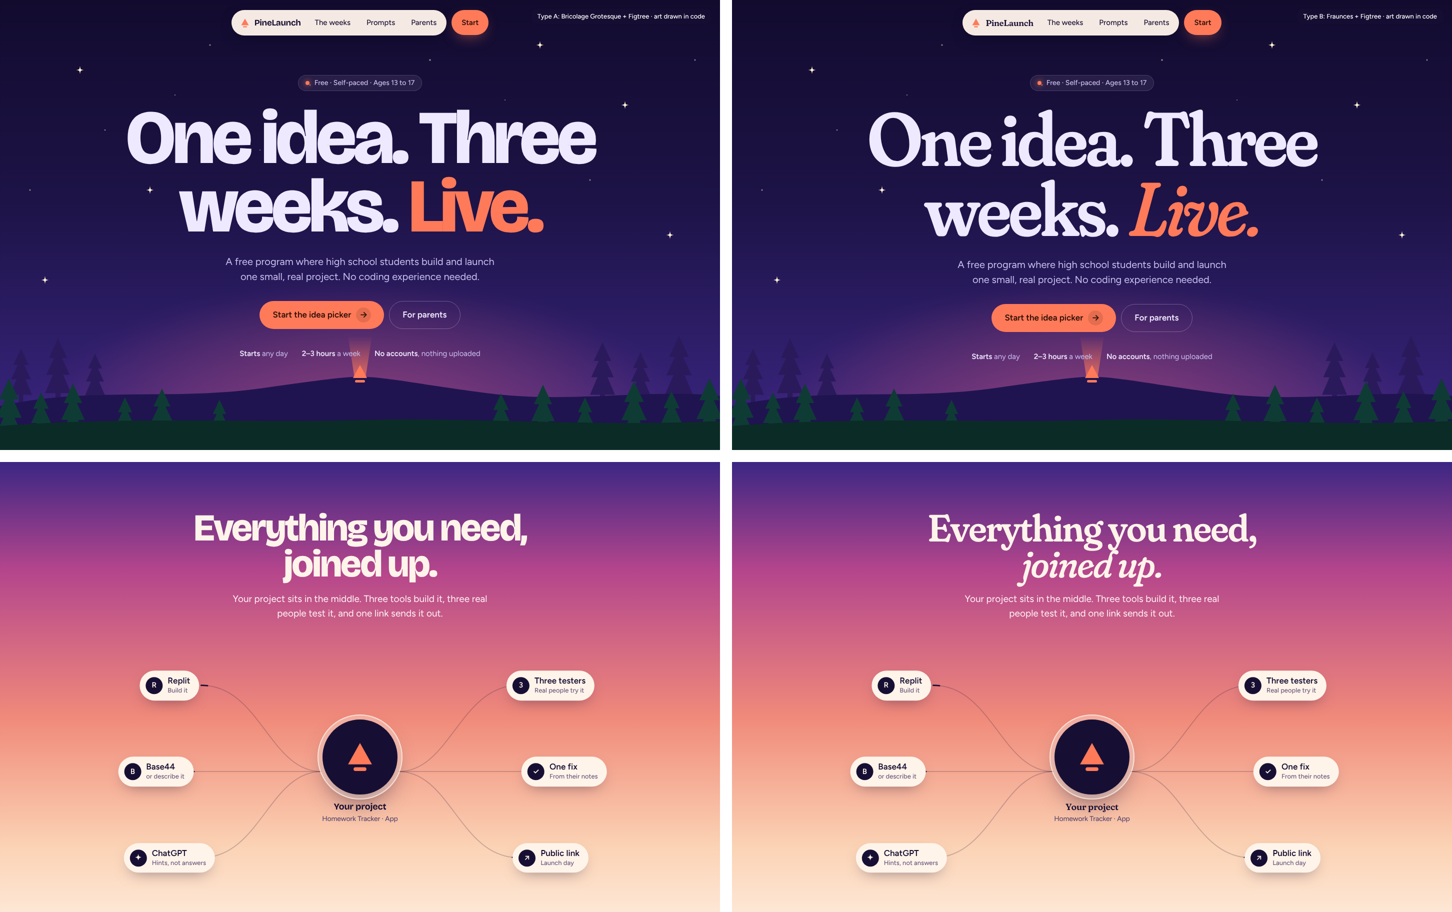 PineLaunch The weeks Prompts Parents Start
Type A: Bricolage Grotesque + Figtree · art drawn in code
Free · Self-paced · Ages 13 to 17
One idea. Three
weeks. Live.
A free program where high school students build and launch
one small, real project. No coding experience needed.
Start the idea picker → For parents
Starts any day 2–3 hours a week No accounts, nothing uploaded
PineLaunch The weeks Prompts Parents Start
Type B: Fraunces + Figtree · art drawn in code
Free · Self-paced · Ages 13 to 17
One idea. Three
weeks. Live.
A free program where high school students build and launch
one small, real project. No coding experience needed.
Start the idea picker → For parents
Starts any day 2–3 hours a week No accounts, nothing uploaded
Everything you need,
joined up.
Your project sits in the middle. Three tools build it, three real
people test it, and one link sends it out.
R Replit
Build it
3 Three testers
Real people try it
B Base44
or describe it
One fix
From their notes
Your project
Homework Tracker · App
ChatGPT
Hints, not answers
Public link
Launch day
Everything you need,
joined up.
Your project sits in the middle. Three tools build it, three real
people test it, and one link sends it out.
R Replit
Build it
3 Three testers
Real people try it
B Base44
or describe it
One fix
From their notes
Your project
Homework Tracker · App
ChatGPT
Hints, not answers
Public link
Launch day